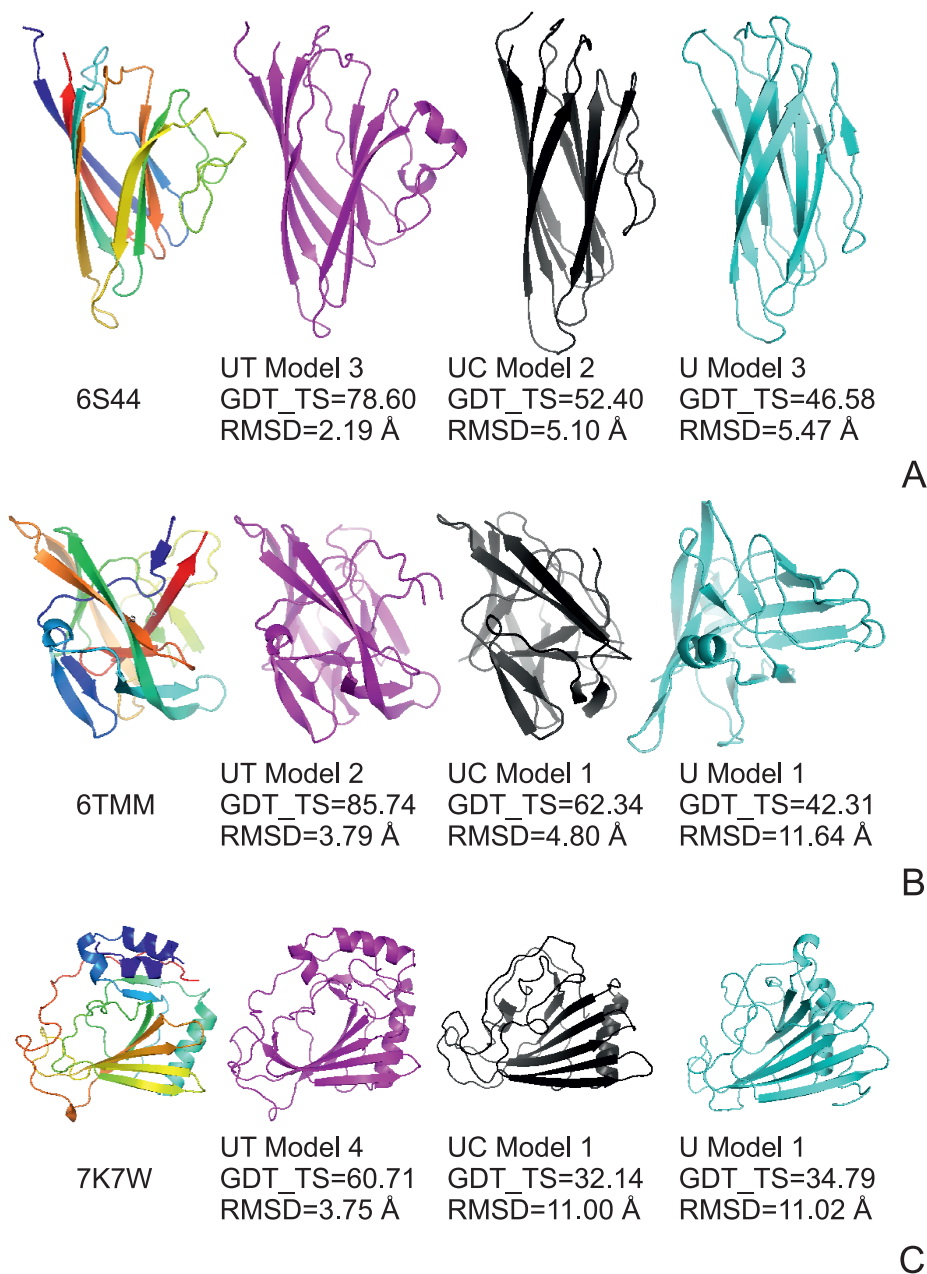 6S44
UT Model 3
GDT_TS=78.60
RMSD=2.19 Å
UC Model 2
GDT_TS=52.40
RMSD=5.10 Å
U Model 3
GDT_TS=46.58
RMSD=5.47 Å
A
6TMM
UT Model 2
GDT_TS=85.74
RMSD=3.79 Å
UC Model 1
GDT_TS=62.34
RMSD=4.80 Å
U Model 1
GDT_TS=42.31
RMSD=11.64 Å
B
7K7W
UT Model 4
GDT_TS=60.71
RMSD=3.75 Å
UC Model 1
GDT_TS=32.14
RMSD=11.00 Å
U Model 1
GDT_TS=34.79
RMSD=11.02 Å
C